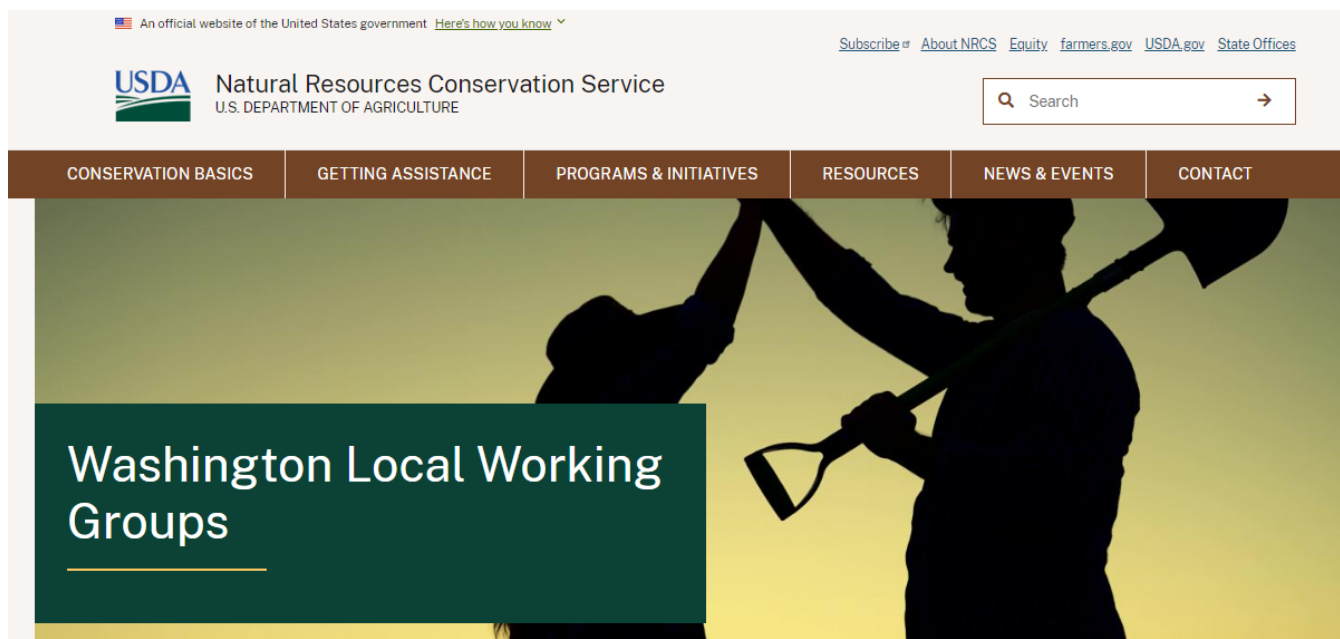 An official website of the United States government Here's how you know
Subscribe About NRCS Equity farmers.gov USDA.gov State Offices
USDA
Natural Resources Conservation Service
U.S. DEPARTMENT OF AGRICULTURE
Search
CONSERVATION BASICS GETTING ASSISTANCE PROGRAMS & INITIATIVES RESOURCES NEWS & EVENTS CONTACT
Washington Local Working
Groups